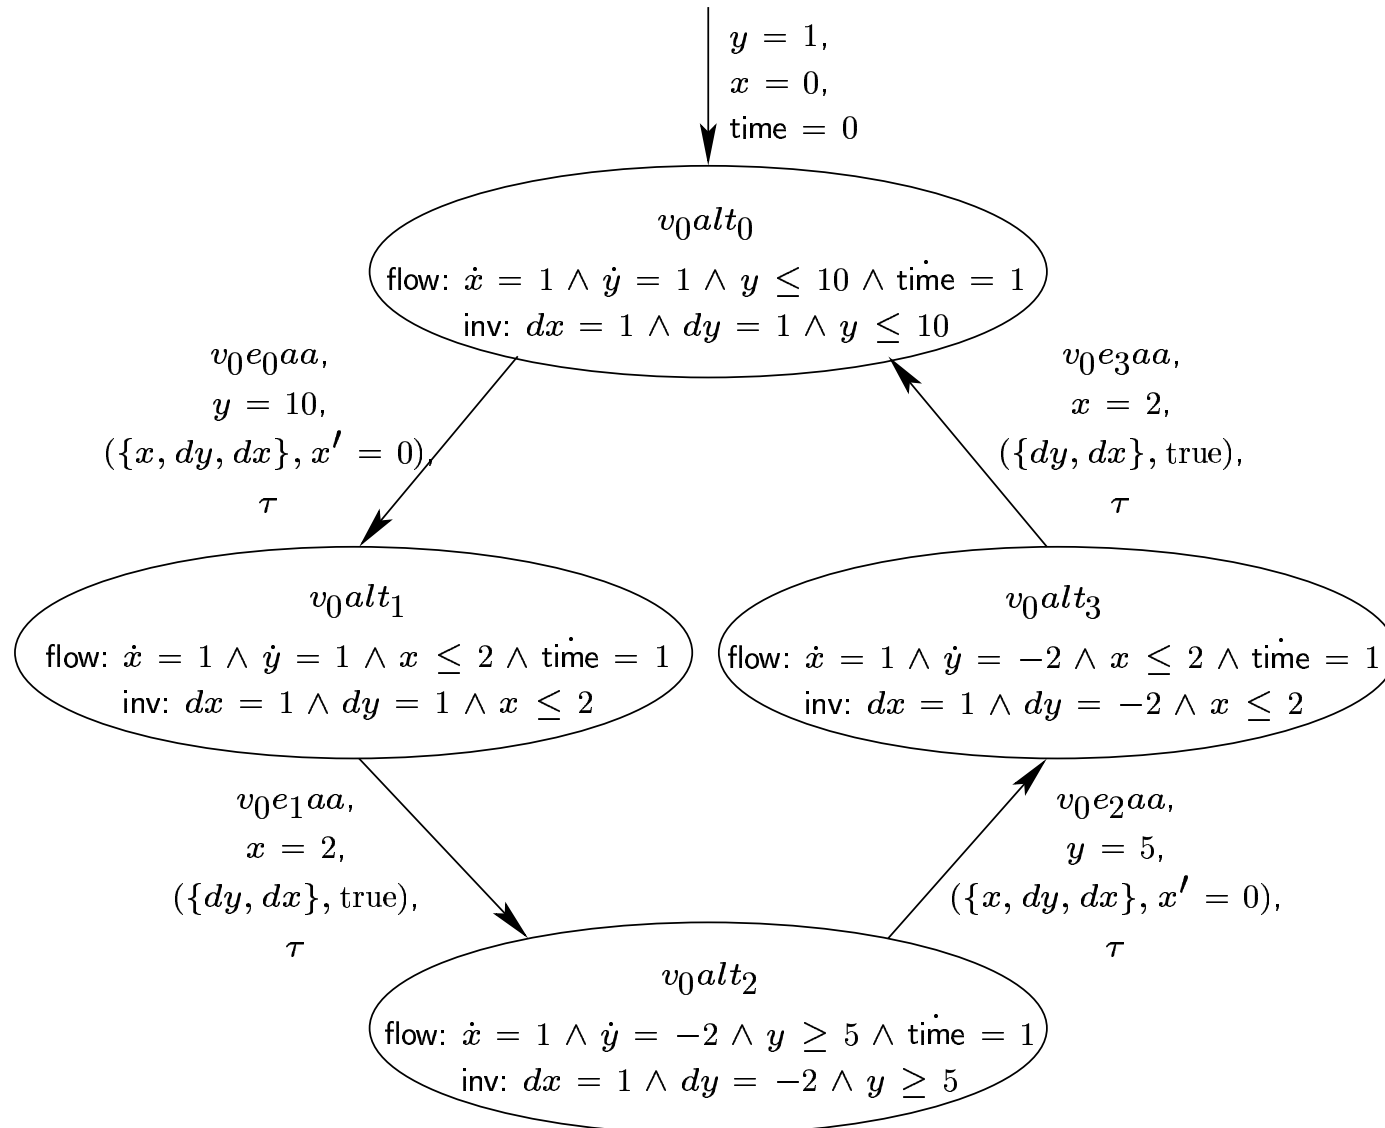 y = 1,
x = 0,
time = 0
v₀alt₀
flow: ẋ = 1 ∧ ẏ = 1 ∧ y ≤ 10 ∧ tiṁe = 1
inv: dx = 1 ∧ dy = 1 ∧ y ≤ 10
v₀e₀aa,
y = 10,
({x, dy, dx}, x′ = 0),
τ
v₀e₃aa,
x = 2,
({dy, dx}, true),
τ
v₀alt₁
flow: ẋ = 1 ∧ ẏ = 1 ∧ x ≤ 2 ∧ tiṁe = 1
inv: dx = 1 ∧ dy = 1 ∧ x ≤ 2
v₀alt₃
flow: ẋ = 1 ∧ ẏ = −2 ∧ x ≤ 2 ∧ tiṁe = 1
inv: dx = 1 ∧ dy = −2 ∧ x ≤ 2
v₀e₁aa,
x = 2,
({dy, dx}, true),
τ
v₀e₂aa,
y = 5,
({x, dy, dx}, x′ = 0),
τ
v₀alt₂
flow: ẋ = 1 ∧ ẏ = −2 ∧ y ≥ 5 ∧ tiṁe = 1
inv: dx = 1 ∧ dy = −2 ∧ y ≥ 5